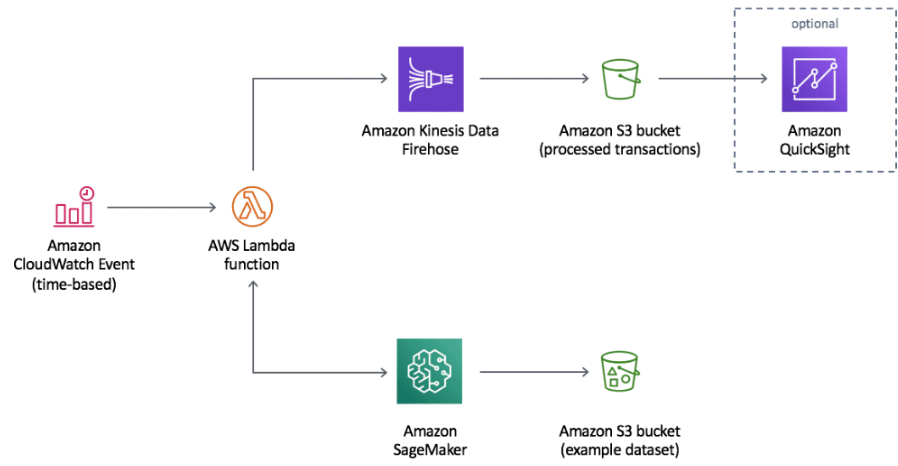 optional
Amazon Kinesis Data
Firehose
Amazon S3 bucket
(processed transactions)
Amazon
QuickSight
Amazon
CloudWatch Event
(time-based)
AWS Lambda
function
Amazon
SageMaker
Amazon S3 bucket
(example dataset)